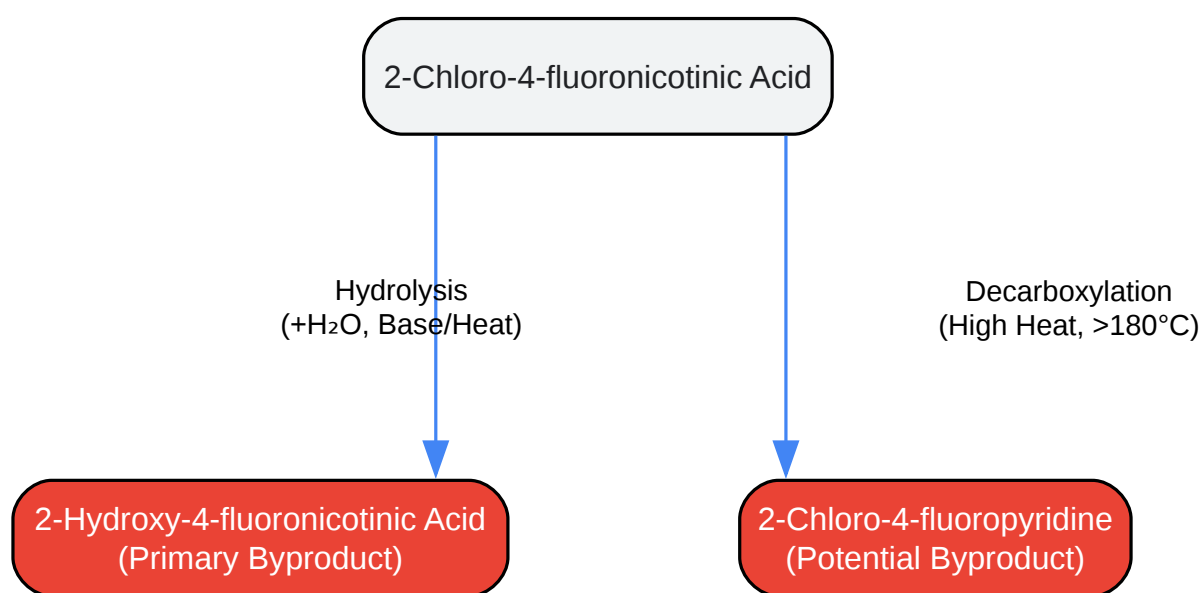 2-Chloro-4-fluoronicotinic Acid
Hydrolysis
(+H₂O, Base/Heat)
Decarboxylation
(High Heat, >180°C)
2-Hydroxy-4-fluoronicotinic Acid
(Primary Byproduct)
2-Chloro-4-fluoropyridine
(Potential Byproduct)